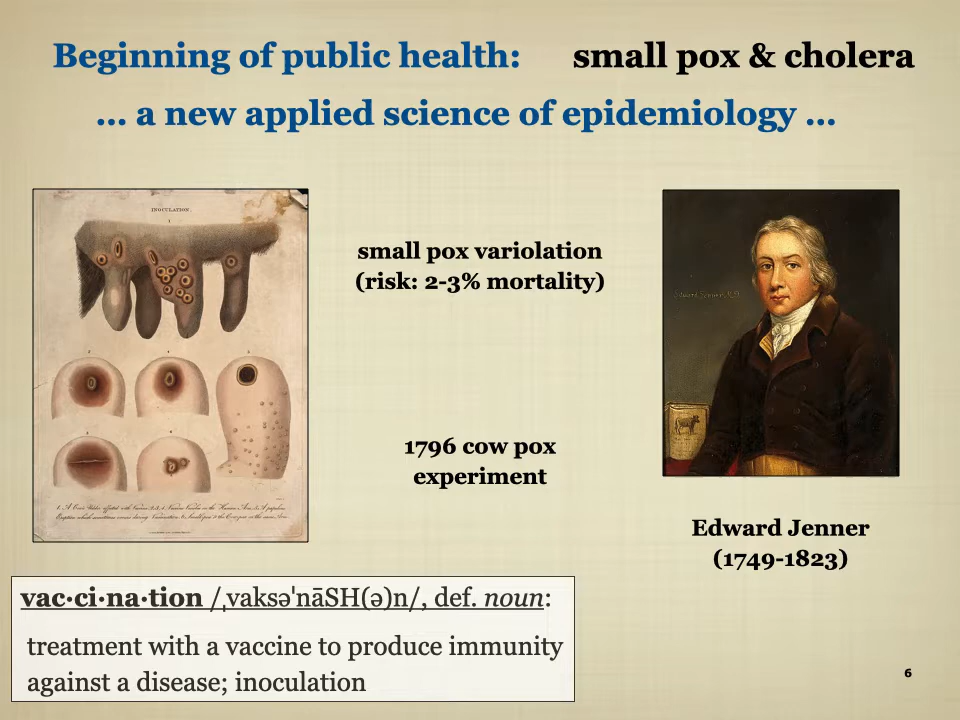 Beginning of public health: small pox & cholera
... a new applied science of epidemiology ...
INOCULATION.
small pox variolation
(risk: 2-3% mortality)
1796 cow pox
experiment
Edward Jenner
(1749-1823)
vac·ci·na·tion /ˌvaksəˈnāSH(ə)n/, def. noun:
treatment with a vaccine to produce immunity
against a disease; inoculation
6